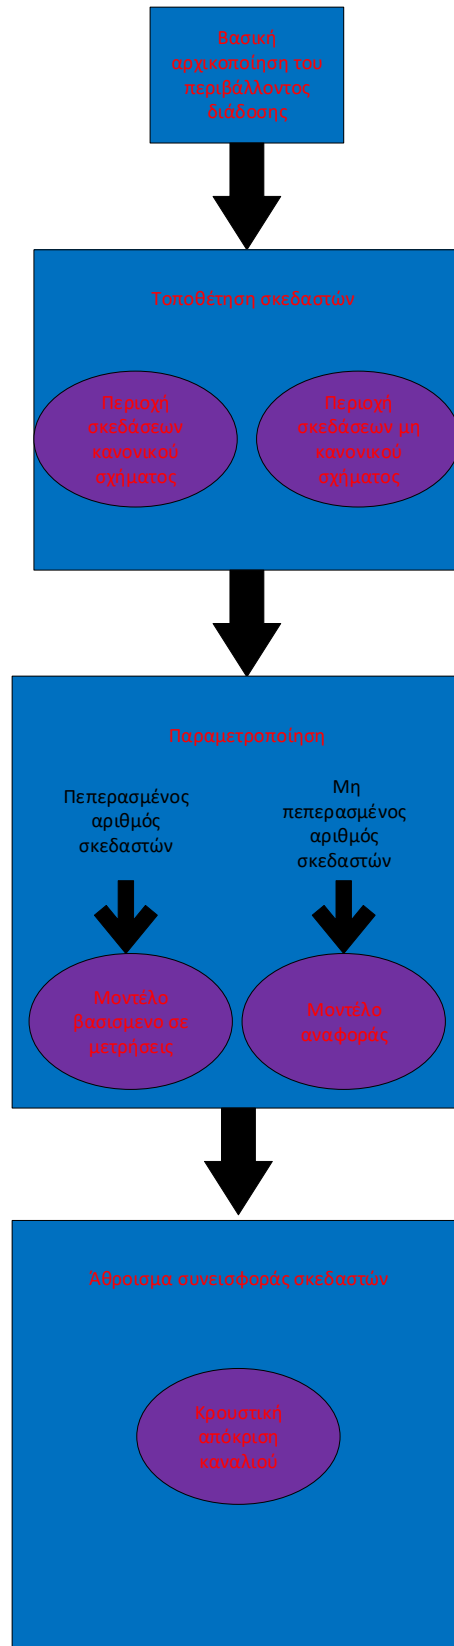 Βασική
αρχικοποίηση του
περιβάλλοντος
διάδοσης
Τοποθέτηση σκεδαστών
Περιοχή
σκεδάσεων
κανονικού
σχήματος
Περιοχή
σκεδάσεων μη
κανονικού
σχήματος
Παραμετροποίηση
Πεπερασμένος
αριθμός
σκεδαστών
Μη
πεπερασμένος
αριθμός
σκεδαστών
Μοντέλο
βασισμενο σε
μετρήσεις
Μοντέλο
αναφοράς
Άθροισμα συνεισφοράς σκεδαστών
Κρουστική
απόκριση
καναλιού